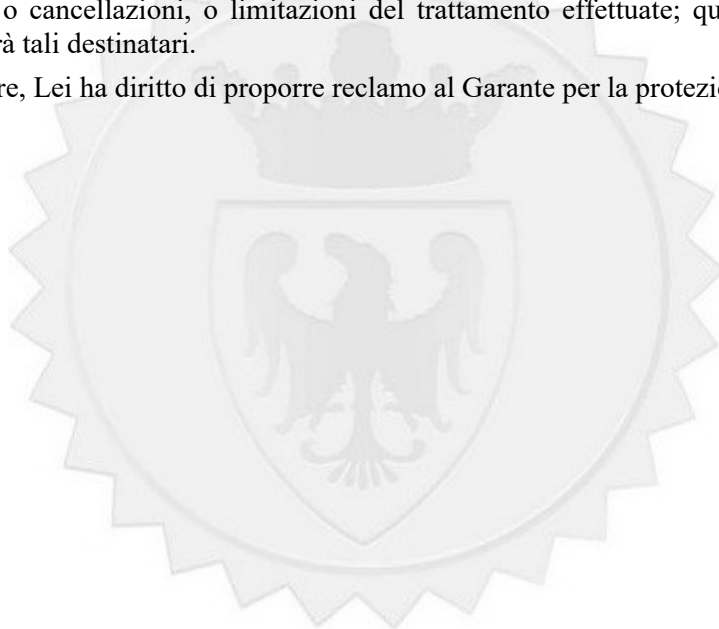 o cancellazioni, o limitazioni del trattamento effettuate; qu
rà tali destinatari.
re, Lei ha diritto di proporre reclamo al Garante per la protezio